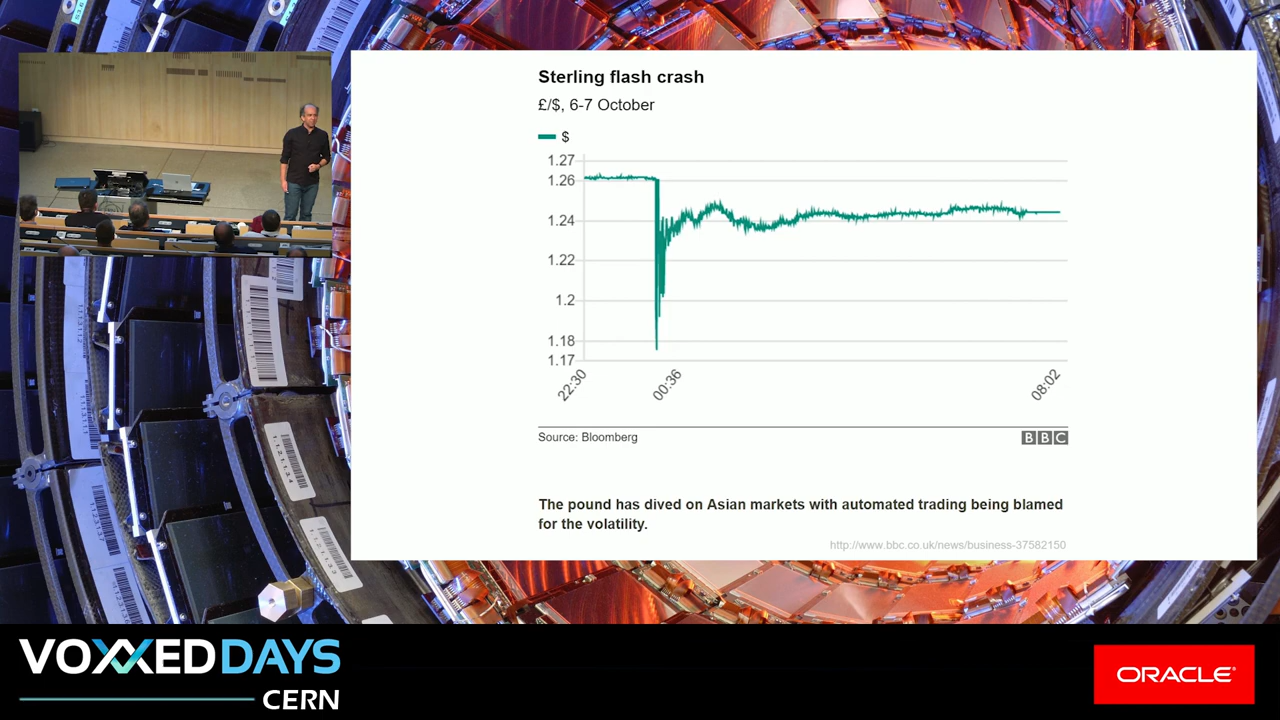 Sterling flash crash
£/$, 6-7 October
$
1.27
1.26
1.24
1.22
1.2
1.18
1.17
22:30
00:36
08:02
Source: Bloomberg
BBC
The pound has dived on Asian markets with automated trading being blamed
for the volatility.
http://www.bbc.co.uk/news/business-37582150
VOXXEDDAYS
CERN
ORACLE